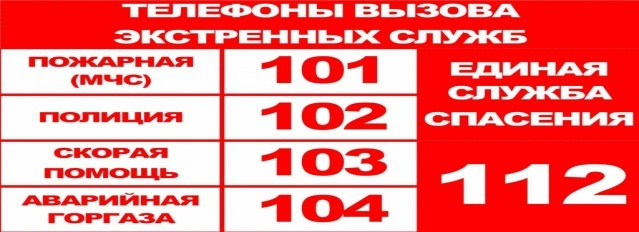 ТЕЛЕФОНЫ ВЫЗОВА
ЭКСТРЕННЫХ СЛУЖБ
ПОЖАРНАЯ
(МЧС)
101
ПОЛИЦИЯ
102
СКОРАЯ
ПОМОЩЬ
103
АВАРИЙНАЯ
ГОРГАЗА
104
ЕДИНАЯ
СЛУЖБА
СПАСЕНИЯ
112